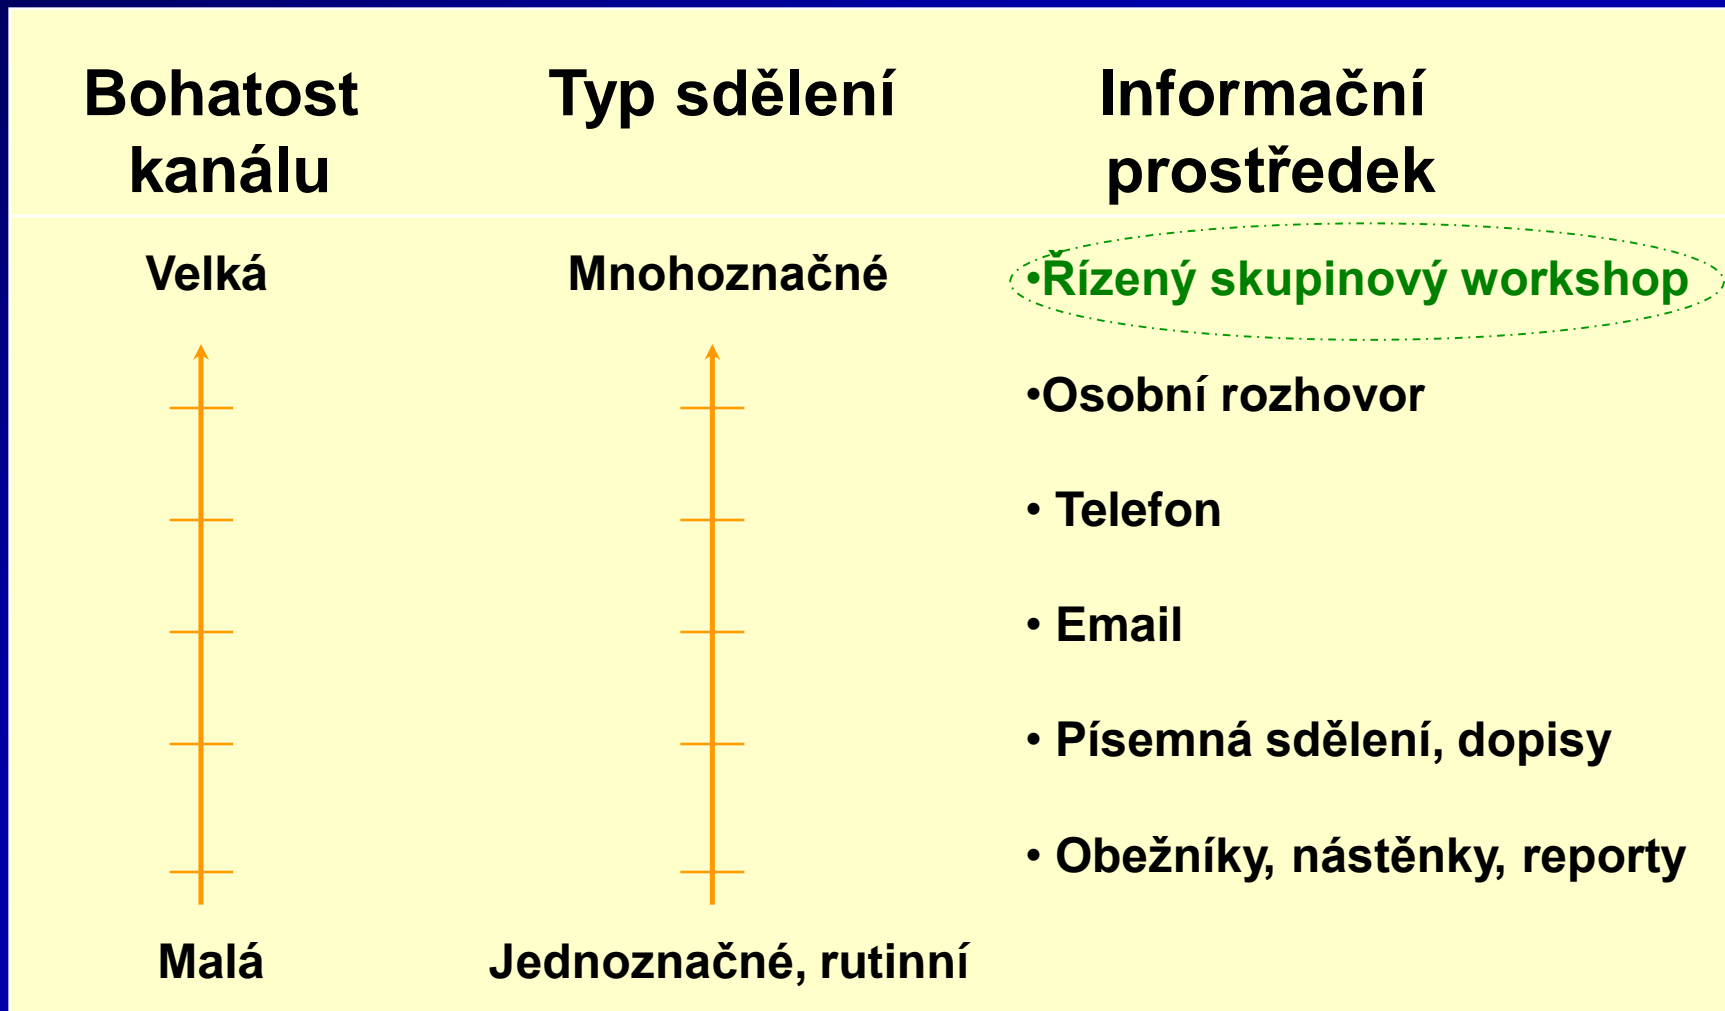 Bohatost
kanálu
Typ sdělení
Informační
prostředek
Velká
Mnohoznačné
•Řízený skupinový workshop
•Osobní rozhovor
• Telefon
• Email
• Písemná sdělení, dopisy
• Obežníky, nástěnky, reporty
Malá
Jednoznačné, rutinní